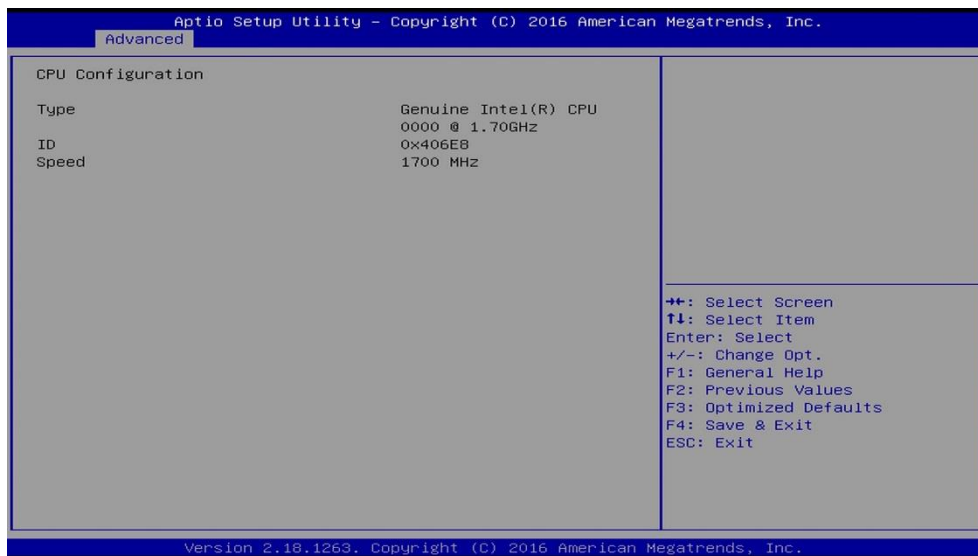 Aptio Setup Utility – Copyright (C) 2016 American Megatrends, Inc.
Advanced
CPU Configuration
Type Genuine Intel(R) CPU
0000 @ 1.70GHz
ID 0x406E8
Speed 1700 MHz
→←: Select Screen
↑↓: Select Item
Enter: Select
+/-: Change Opt.
F1: General Help
F2: Previous Values
F3: Optimized Defaults
F4: Save & Exit
ESC: Exit
Version 2.18.1263. Copyright (C) 2016 American Megatrends, Inc.